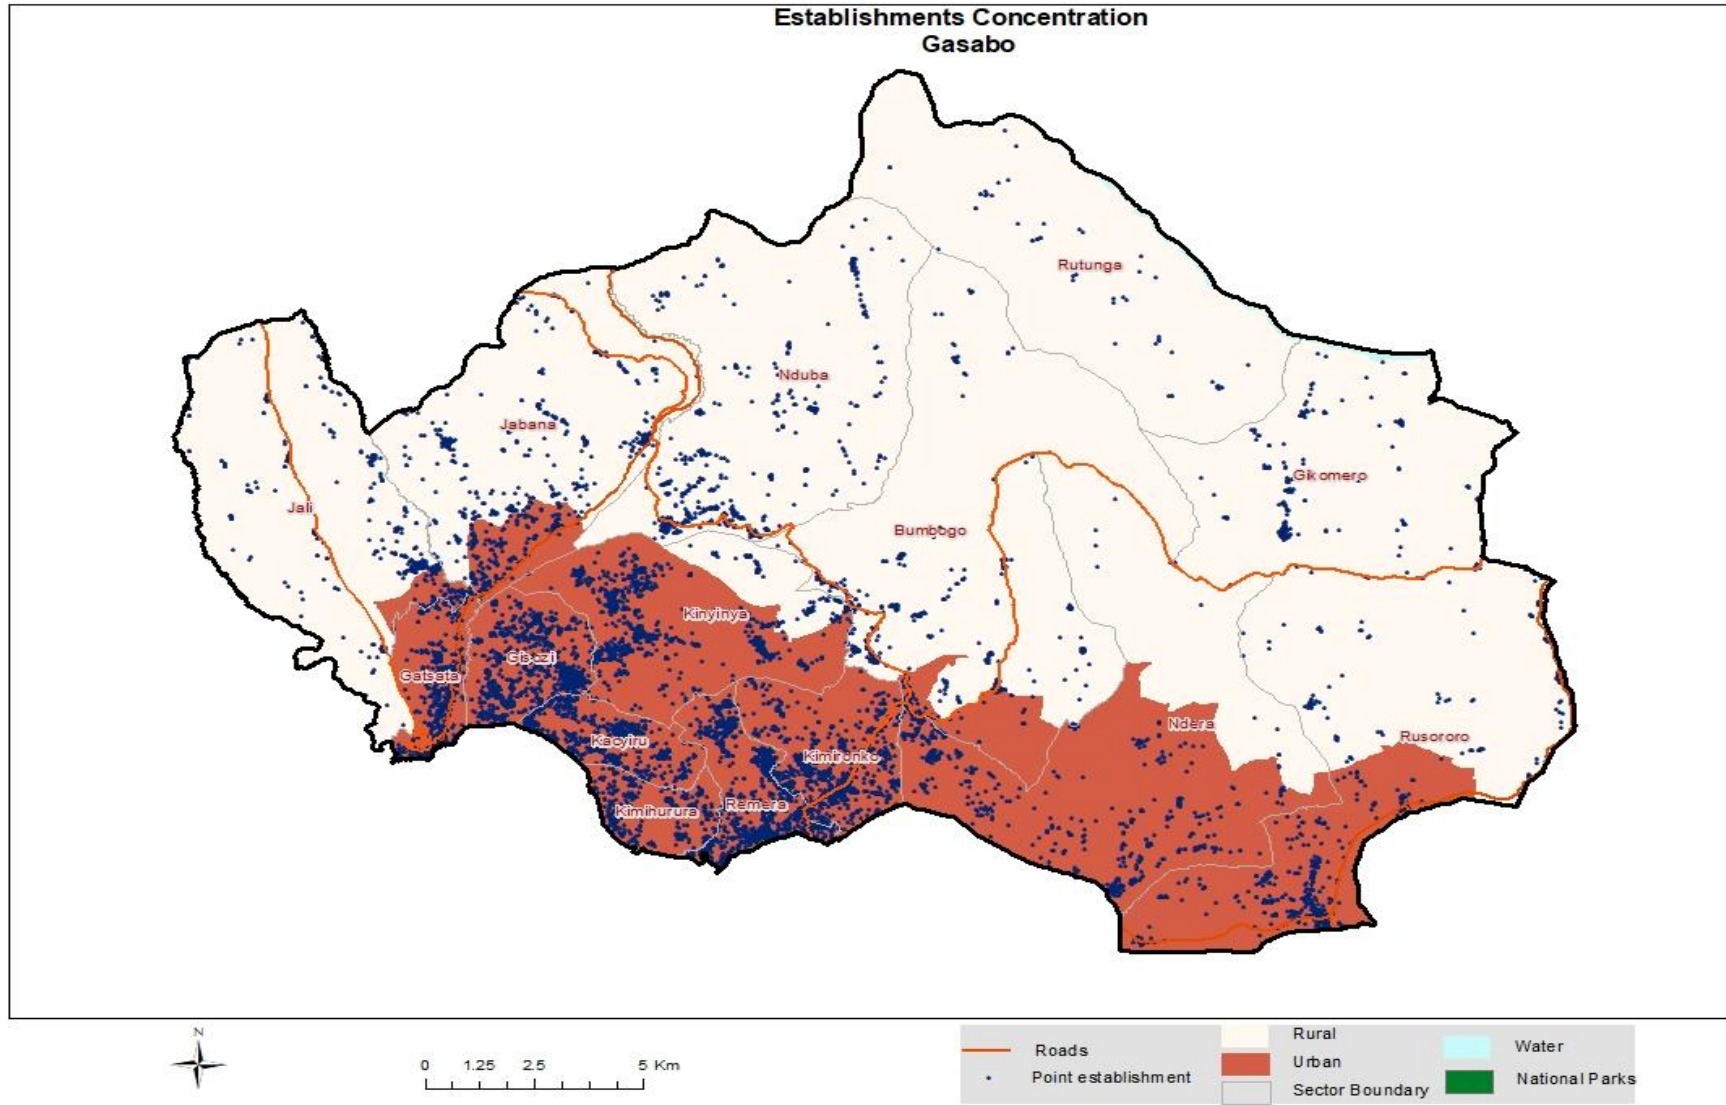 Establishments Concentration
Gasabo
Rutunga
Nduba
Jabana
Gikomero
Jali
Bumbogo
Kinyinya
Gisozi
Gatsata
Ndera
Kacyiru
Rusororo
Kimironko
Remera
Kimihurura
N
0 1.25 2.5 5 Km
Roads
Point establishment
Rural
Urban
Sector Boundary
Water
National Parks